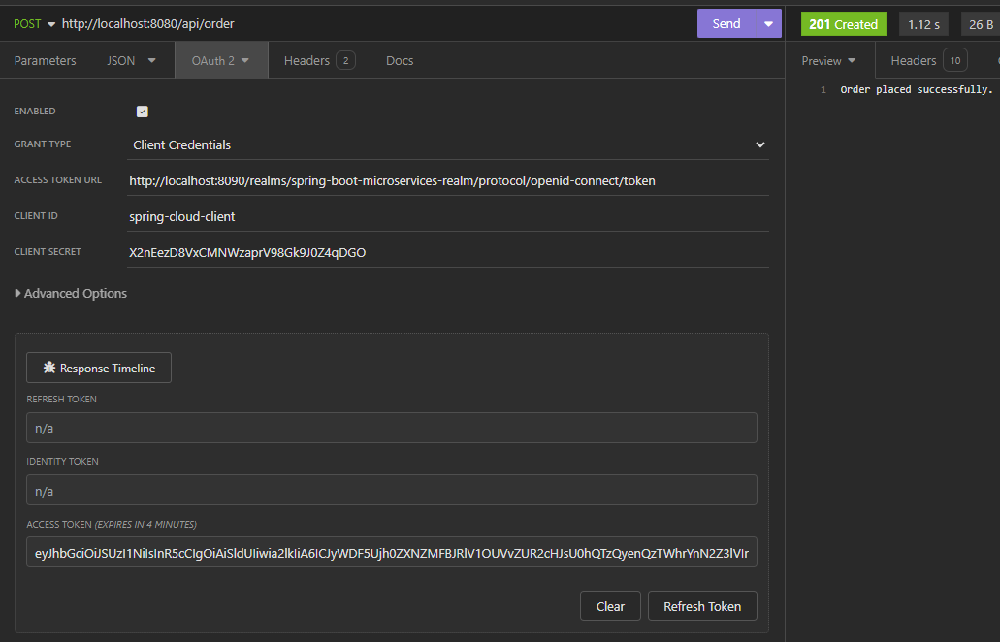 POST http://localhost:8080/api/order Send 201 Created 1.12 s 26 B
Parameters JSON OAuth 2 Headers 2 Docs Preview Headers 10
1 Order placed successfully.
ENABLED
GRANT TYPE Client Credentials
ACCESS TOKEN URL http://localhost:8090/realms/spring-boot-microservices-realm/protocol/openid-connect/token
CLIENT ID spring-cloud-client
CLIENT SECRET X2nEezD8VxCMNWzaprV98Gk9J0Z4qDGO
Advanced Options
Response Timeline
REFRESH TOKEN
n/a
IDENTITY TOKEN
n/a
ACCESS TOKEN (EXPIRES IN 4 MINUTES)
eyJhbGciOiJSUzI1NiIsInR5cCIgOiAiSldUIiwia2lkIiA6ICJyWDF5Ujh0ZXNZMFBJRlV1OUVvZUR2cHJsU0hQTzQyenQzTWhrYnN2Z3lVIr
Clear Refresh Token